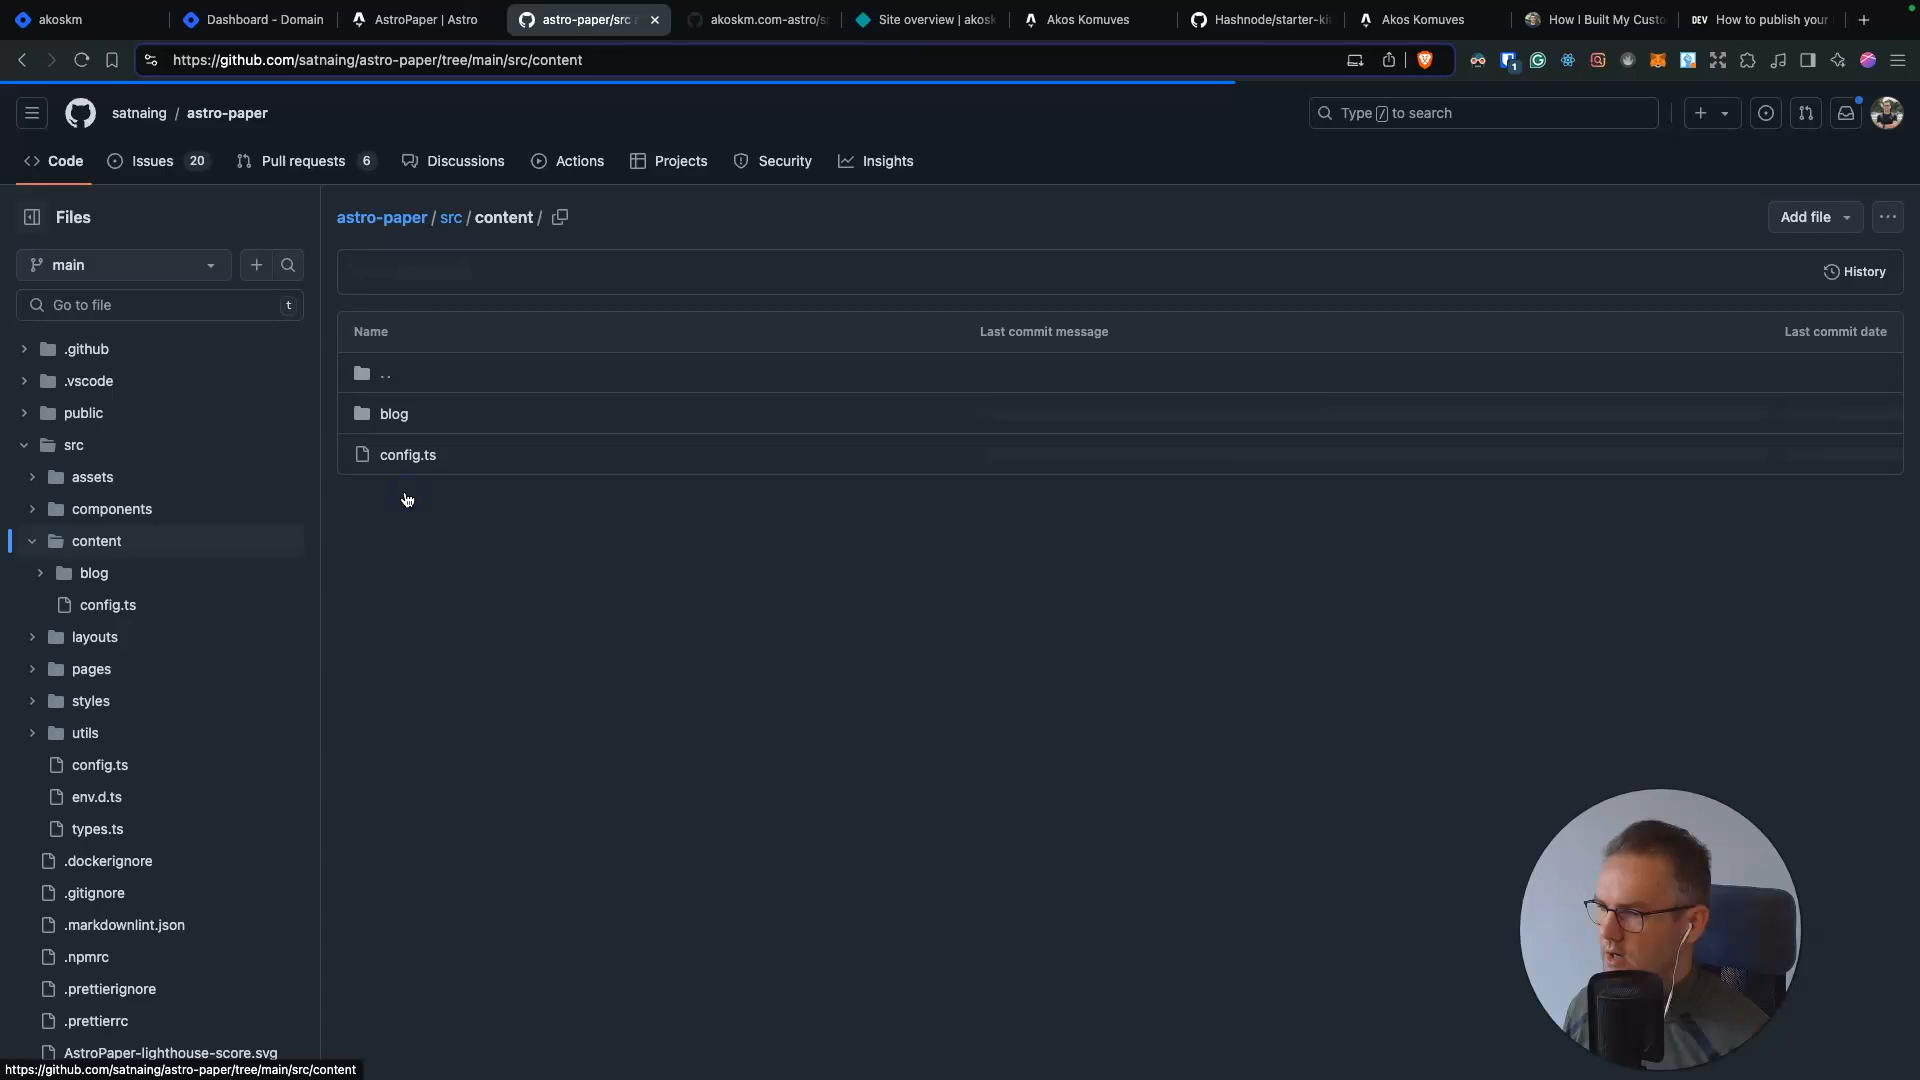 akoskm
Dashboard - Domain
AstroPaper | Astro
astro-paper/src
akoskm.com-astro/sr
Site overview | akosk
Akos Komuves
Hashnode/starter-ki
Akos Komuves
How I Built My Custo
DEV How to publish your
https://github.com/satnaing/astro-paper/tree/main/src/content
1
satnaing / astro-paper
Type / to search
Code
Issues 20
Pull requests 6
Discussions
Actions
Projects
Security
Insights
Files
astro-paper / src / content /
Add file
main
History
Go to file
t
Name
Last commit message
Last commit date
..
blog
config.ts
.github
.vscode
public
src
assets
components
content
blog
config.ts
layouts
pages
styles
utils
config.ts
env.d.ts
types.ts
.dockerignore
.gitignore
.markdownlint.json
.npmrc
.prettierignore
.prettierrc
AstroPaper-lighthouse-score.svg
https://github.com/satnaing/astro-paper/tree/main/src/content